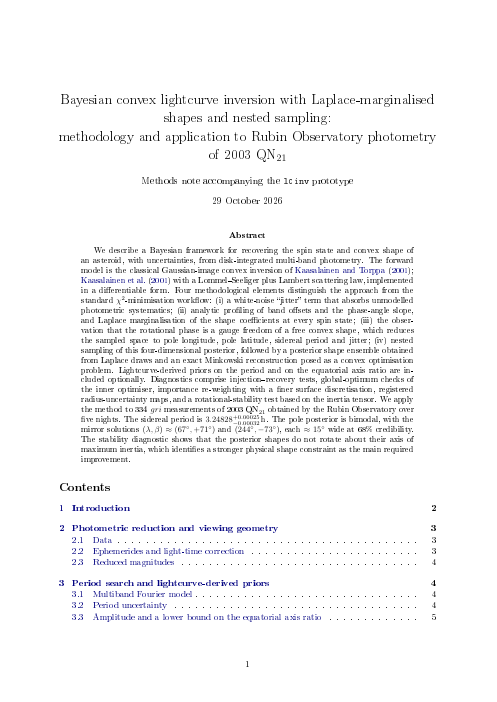 Bayesian convex lightcurve inversion with Laplace-marginalised
shapes and nested sampling:
methodology and application to Rubin Observatory photometry
of 2003 QN₂₁
Methods note accompanying the lcinv prototype
29 October 2026
Abstract
We describe a Bayesian framework for recovering the spin state and convex shape of
an asteroid, with uncertainties, from disk-integrated multi-band photometry. The forward
model is the classical Gaussian-image convex inversion of Kaasalainen and Torppa (2001);
Kaasalainen et al. (2001) with a Lommel–Seeliger plus Lambert scattering law, implemented
in a differentiable form. Four methodological elements distinguish the approach from the
standard χ²-minimisation workflow: (i) a white-noise “jitter” term that absorbs unmodelled
photometric systematics; (ii) analytic profiling of band offsets and the phase-angle slope,
and Laplace marginalisation of the shape coefficients at every spin state; (iii) the obser-
vation that the rotational phase is a gauge freedom of a free convex shape, which reduces
the sampled space to pole longitude, pole latitude, sidereal period and jitter; (iv) nested
sampling of this four-dimensional posterior, followed by a posterior shape ensemble obtained
from Laplace draws and an exact Minkowski reconstruction posed as a convex optimisation
problem. Lightcurve-derived priors on the period and on the equatorial axis ratio are in-
cluded optionally. Diagnostics comprise injection–recovery tests, global-optimum checks of
the inner optimiser, importance re-weighting with a finer surface discretisation, registered
radius-uncertainty maps, and a rotational-stability test based on the inertia tensor. We apply
the method to 334 gri measurements of 2003 QN₂₁ obtained by the Rubin Observatory over
five nights. The sidereal period is 3.24828+0.00025−0.00032 h. The pole posterior is bimodal, with the
mirror solutions (λ, β) ≈ (67°, +71°) and (244°, −73°), each ≈ 15° wide at 68% credibility.
The stability diagnostic shows that the posterior shapes do not rotate about their axis of
maximum inertia, which identifies a stronger physical shape constraint as the main required
improvement.
Contents
1 Introduction 2
2 Photometric reduction and viewing geometry 3
2.1 Data . . . . . . . . . . . . . . . . . . . . . . . . . . . . . . . . 3
2.2 Ephemerides and light-time correction . . . . . . . . . . . . . . . . . 3
2.3 Reduced magnitudes . . . . . . . . . . . . . . . . . . . . . . . . . 4
3 Period search and lightcurve-derived priors 4
3.1 Multiband Fourier model . . . . . . . . . . . . . . . . . . . . . . . 4
3.2 Period uncertainty . . . . . . . . . . . . . . . . . . . . . . . . . . 4
3.3 Amplitude and a lower bound on the equatorial axis ratio . . . . . . . . . 5
1